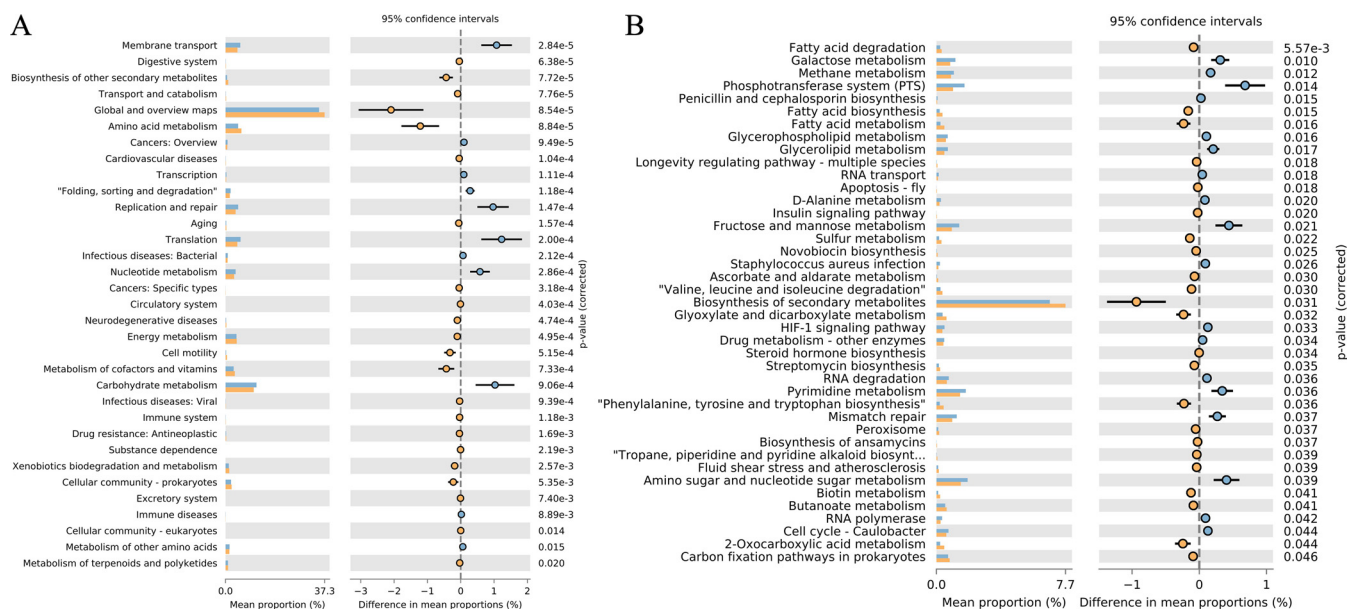 A
95% confidence intervals
Membrane transport 2.84e-5
Digestive system 6.38e-5
Biosynthesis of other secondary metabolites 7.72e-5
Transport and catabolism 7.76e-5
Global and overview maps 8.54e-5
Amino acid metabolism 8.84e-5
Cancers: Overview 9.49e-5
Cardiovascular diseases 1.04e-4
Transcription 1.11e-4
"Folding, sorting and degradation" 1.18e-4
Replication and repair 1.47e-4
Aging 1.57e-4
Translation 2.00e-4
Infectious diseases: Bacterial 2.12e-4
Nucleotide metabolism 2.86e-4
Cancers: Specific types 3.18e-4
Circulatory system 4.03e-4
Neurodegenerative diseases 4.74e-4
Energy metabolism 4.95e-4
Cell motility 5.15e-4
Metabolism of cofactors and vitamins 7.33e-4
Carbohydrate metabolism 9.06e-4
Infectious diseases: Viral 9.39e-4
Immune system 1.18e-3
Drug resistance: Antineoplastic 1.69e-3
Substance dependence 2.19e-3
Xenobiotics biodegradation and metabolism 2.57e-3
Cellular community - prokaryotes 5.35e-3
Excretory system 7.40e-3
Immune diseases 8.89e-3
Cellular community - eukaryotes 0.014
Metabolism of other amino acids 0.015
Metabolism of terpenoids and polyketides 0.020
p-value (corrected)
0.0 37.3 −3 −2 −1 0 1 2
Mean proportion (%) Difference in mean proportions (%)
B
95% confidence intervals
Fatty acid degradation 5.57e-3
Galactose metabolism 0.010
Methane metabolism 0.012
Phosphotransferase system (PTS) 0.014
Penicillin and cephalosporin biosynthesis 0.015
Fatty acid biosynthesis 0.015
Fatty acid metabolism 0.016
Glycerophospholipid metabolism 0.016
Glycerolipid metabolism 0.017
Longevity regulating pathway - multiple species 0.018
RNA transport 0.018
Apoptosis - fly 0.018
D-Alanine metabolism 0.020
Insulin signaling pathway 0.020
Fructose and mannose metabolism 0.021
Sulfur metabolism 0.022
Novobiocin biosynthesis 0.025
Staphylococcus aureus infection 0.026
Ascorbate and aldarate metabolism 0.030
"Valine, leucine and isoleucine degradation" 0.030
Biosynthesis of secondary metabolites 0.031
Glyoxylate and dicarboxylate metabolism 0.032
HIF-1 signaling pathway 0.033
Drug metabolism - other enzymes 0.034
Steroid hormone biosynthesis 0.034
Streptomycin biosynthesis 0.035
RNA degradation 0.036
Pyrimidine metabolism 0.036
"Phenylalanine, tyrosine and tryptophan biosynthesis" 0.036
Mismatch repair 0.037
Peroxisome 0.037
Biosynthesis of ansamycins 0.037
"Tropane, piperidine and pyridine alkaloid biosynt... 0.039
Fluid shear stress and atherosclerosis 0.039
Amino sugar and nucleotide sugar metabolism 0.039
Biotin metabolism 0.041
Butanoate metabolism 0.041
RNA polymerase 0.042
Cell cycle - Caulobacter 0.044
2-Oxocarboxylic acid metabolism 0.044
Carbon fixation pathways in prokaryotes 0.046
p-value (corrected)
0.0 7.7 −1 0 1
Mean proportion (%) Difference in mean proportions (%)